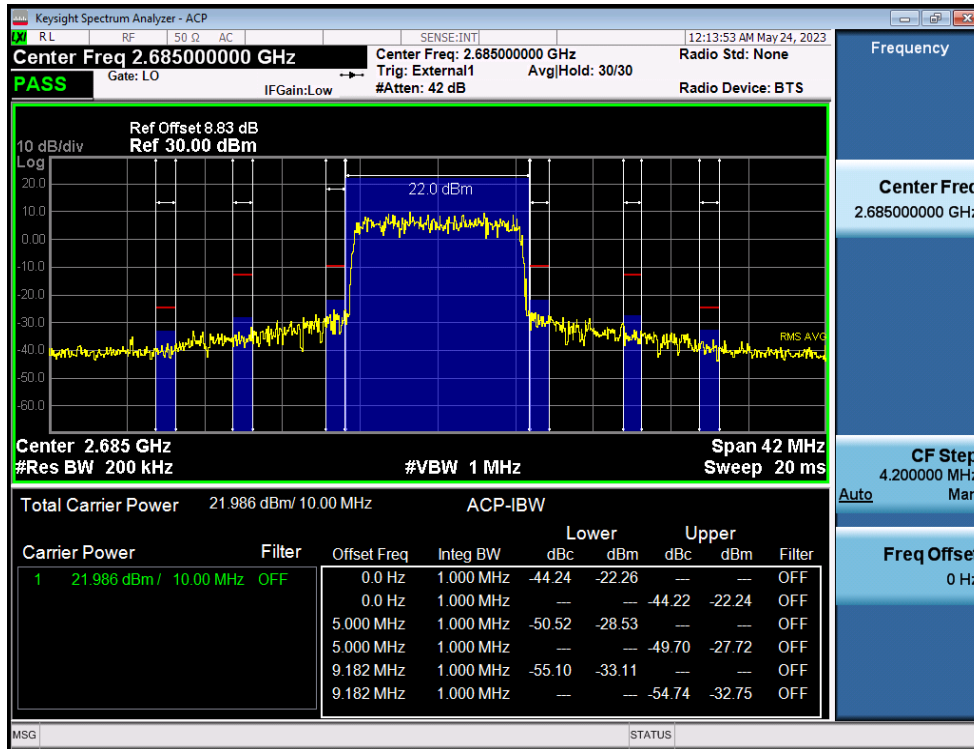 Keysight Spectrum Analyzer - ACP
LXI RL RF 50 Ω AC SENSE:INT 12:13:53 AM May 24, 2023
Center Freq 2.685000000 GHz
Center Freq: 2.685000000 GHz Radio Std: None
Gate: LO Trig: External1 Avg|Hold: 30/30
PASS IFGain:Low #Atten: 42 dB Radio Device: BTS
Ref Offset 8.83 dB
10 dB/div Ref 30.00 dBm
Log
20.0
22.0 dBm
10.0
0.00
-10.0
-20.0
-30.0
RMS AVG
-40.0
-50.0
-60.0
Center 2.685 GHz Span 42 MHz
#Res BW 200 kHz #VBW 1 MHz Sweep 20 ms
Total Carrier Power 21.986 dBm/ 10.00 MHz ACP-IBW
Lower Upper
Carrier Power Filter Offset Freq Integ BW dBc dBm dBc dBm Filter
1 21.986 dBm / 10.00 MHz OFF 0.0 Hz 1.000 MHz -44.24 -22.26 --- --- OFF
0.0 Hz 1.000 MHz --- --- -44.22 -22.24 OFF
5.000 MHz 1.000 MHz -50.52 -28.53 --- --- OFF
5.000 MHz 1.000 MHz --- --- -49.70 -27.72 OFF
9.182 MHz 1.000 MHz -55.10 -33.11 --- --- OFF
9.182 MHz 1.000 MHz --- --- -54.74 -32.75 OFF
MSG STATUS
Frequency
Center Freq
2.685000000 GHz
CF Step
4.200000 MHz
Auto Man
Freq Offset
0 Hz